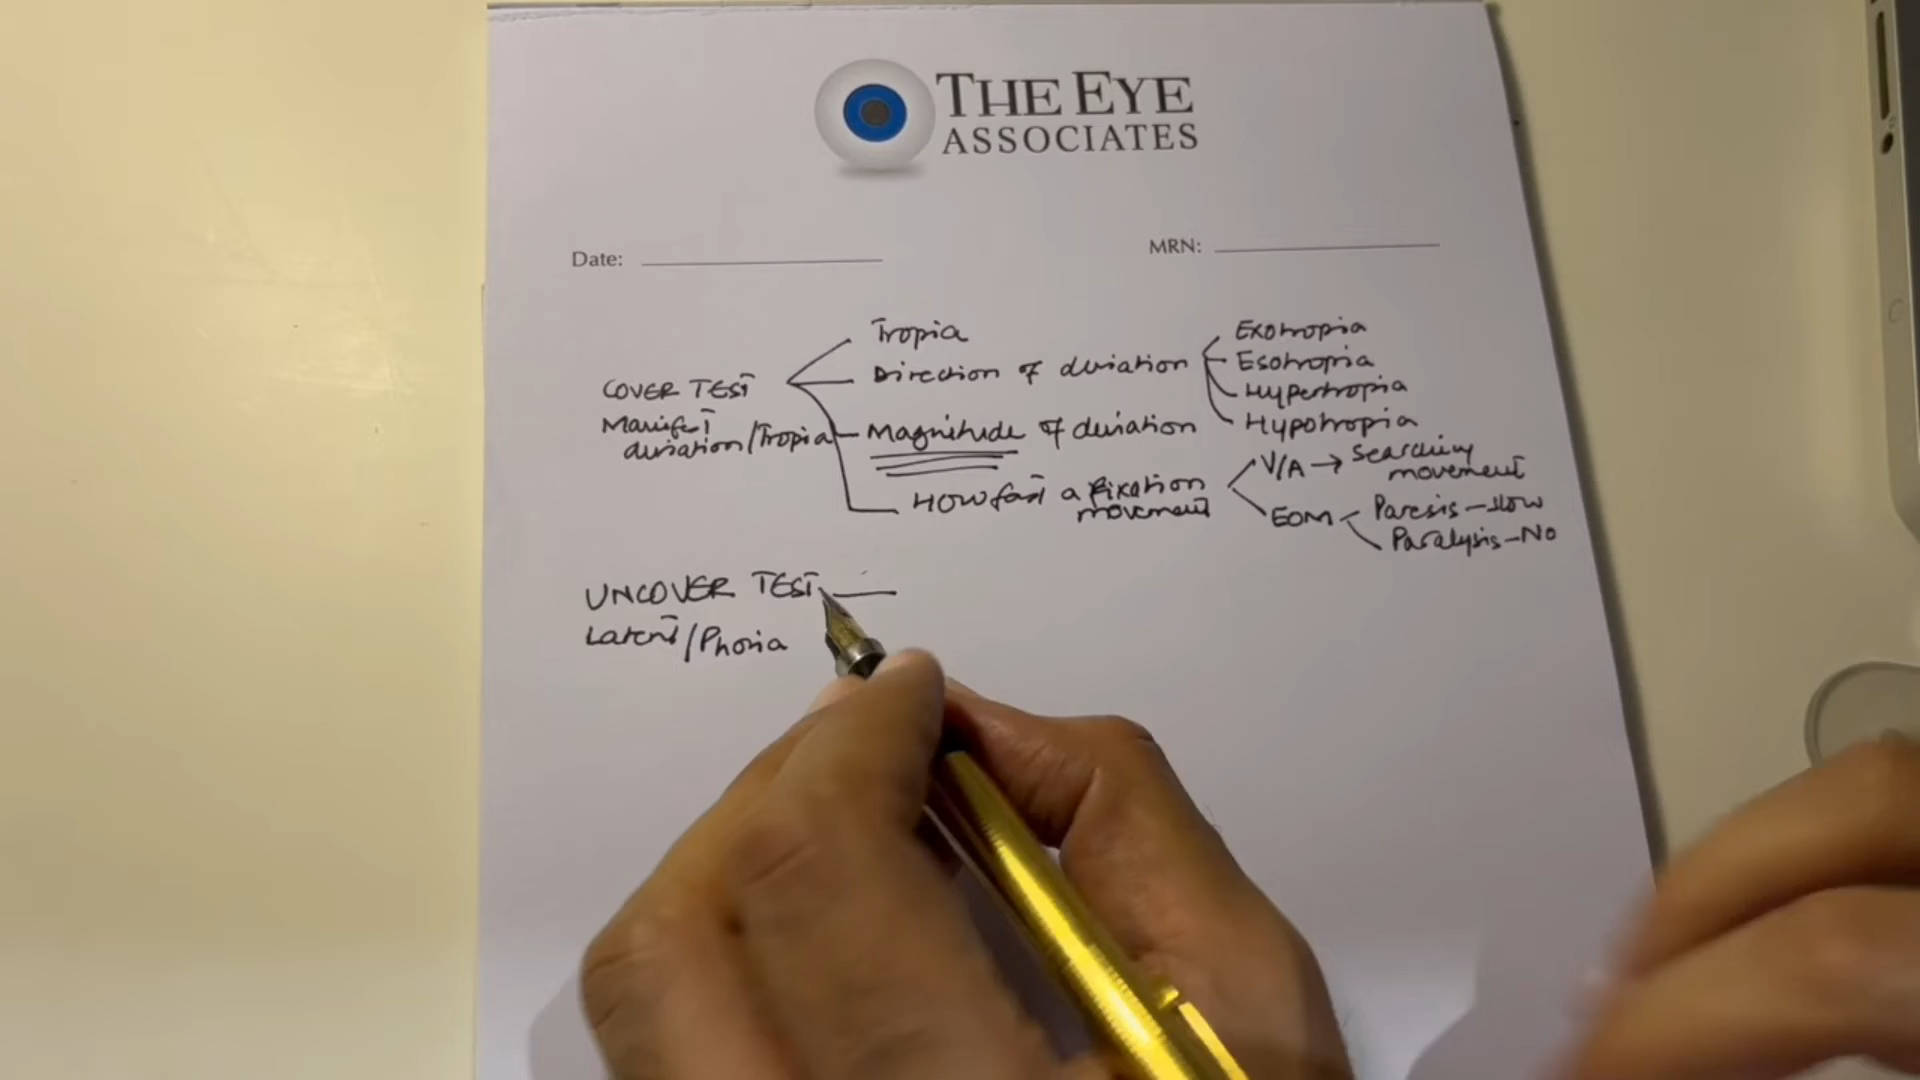 THE EYE
ASSOCIATES
Date:
MRN:
COVER TEST
Manifest
deviation/Tropia
Tropia
Direction of deviation
Exotropia
Esotropia
Hypertropia
Hypotropia
Magnitude of deviation
How fast a fixation
movement
V/A → Searching
movement
EOM
Paresis – slow
Paralysis – No
UNCOVER TEST
Latent/Phoria